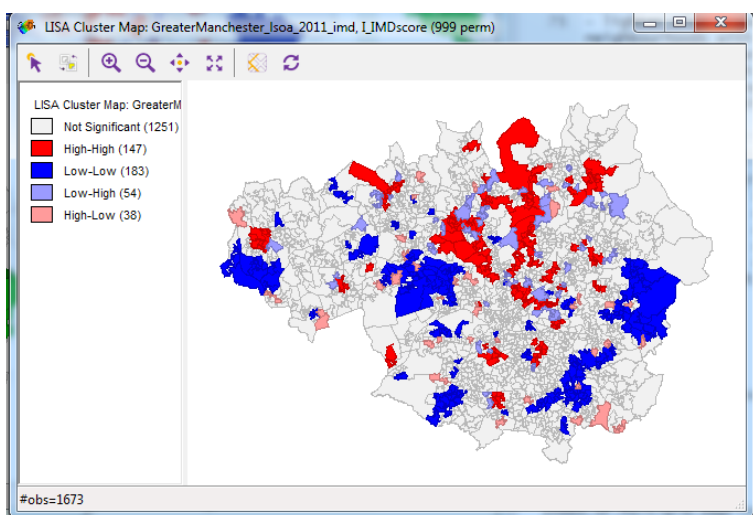 LISA Cluster Map: GreaterManchester_lsoa_2011_imd, I_IMDscore (999 perm)
LISA Cluster Map: GreaterM
Not Significant (1251)
High-High (147)
Low-Low (183)
Low-High (54)
High-Low (38)
#obs=1673